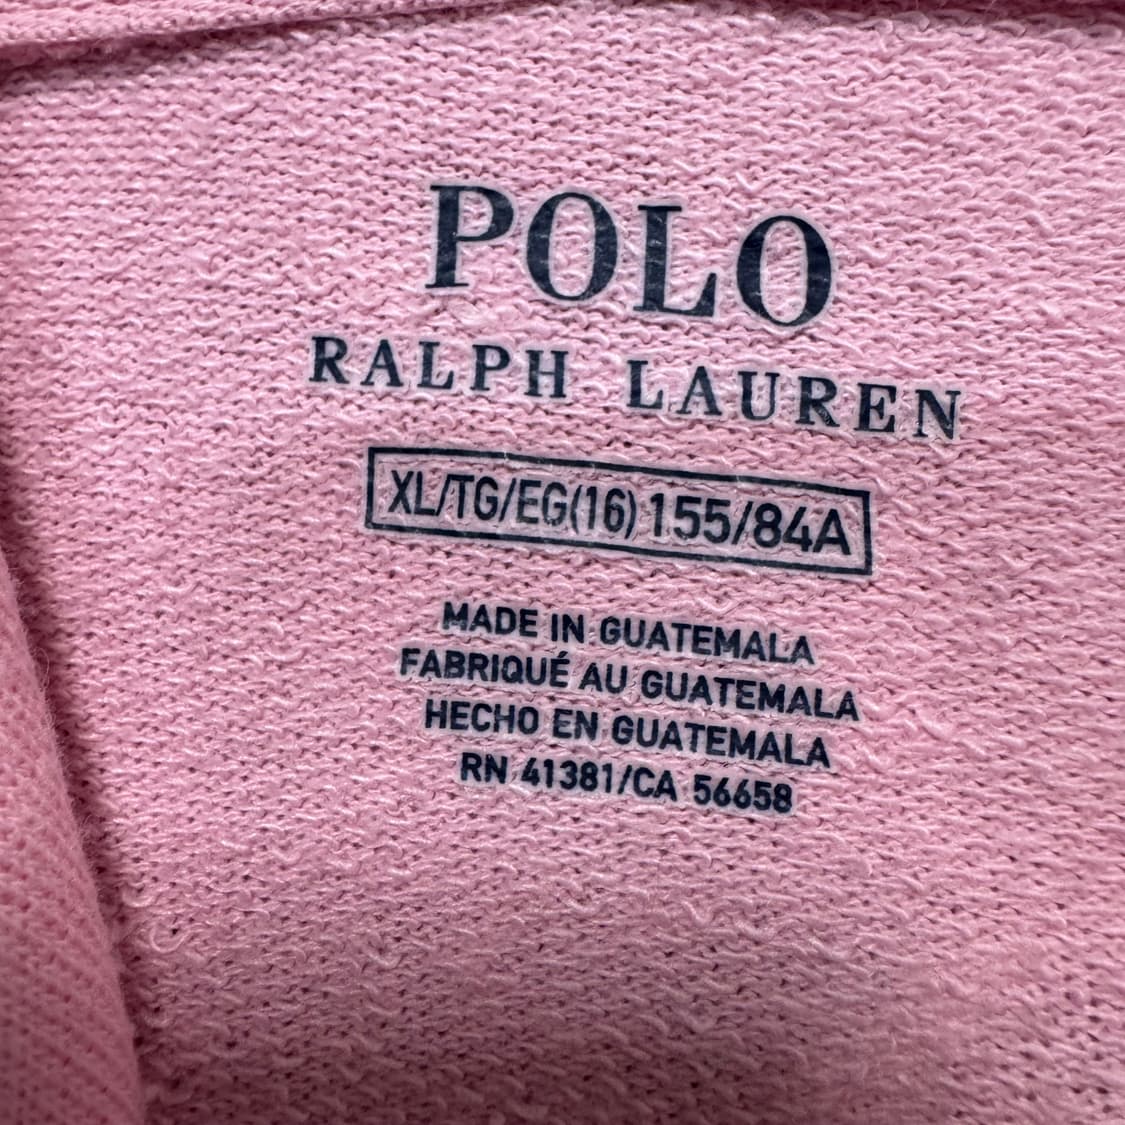 POLO
RALPH LAUREN
XL/TG/EG(16) 155/84A
MADE IN GUATEMALA
FABRIQUÉ AU GUATEMALA
HECHO EN GUATEMALA
RN 41381/CA 56658